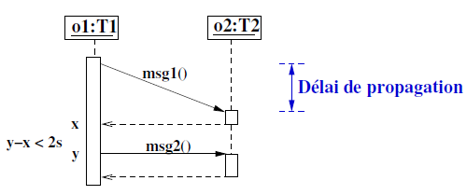 o1:T1
o2:T2
msg1()
Délai de propagation
x
y−x < 2s
y
msg2()